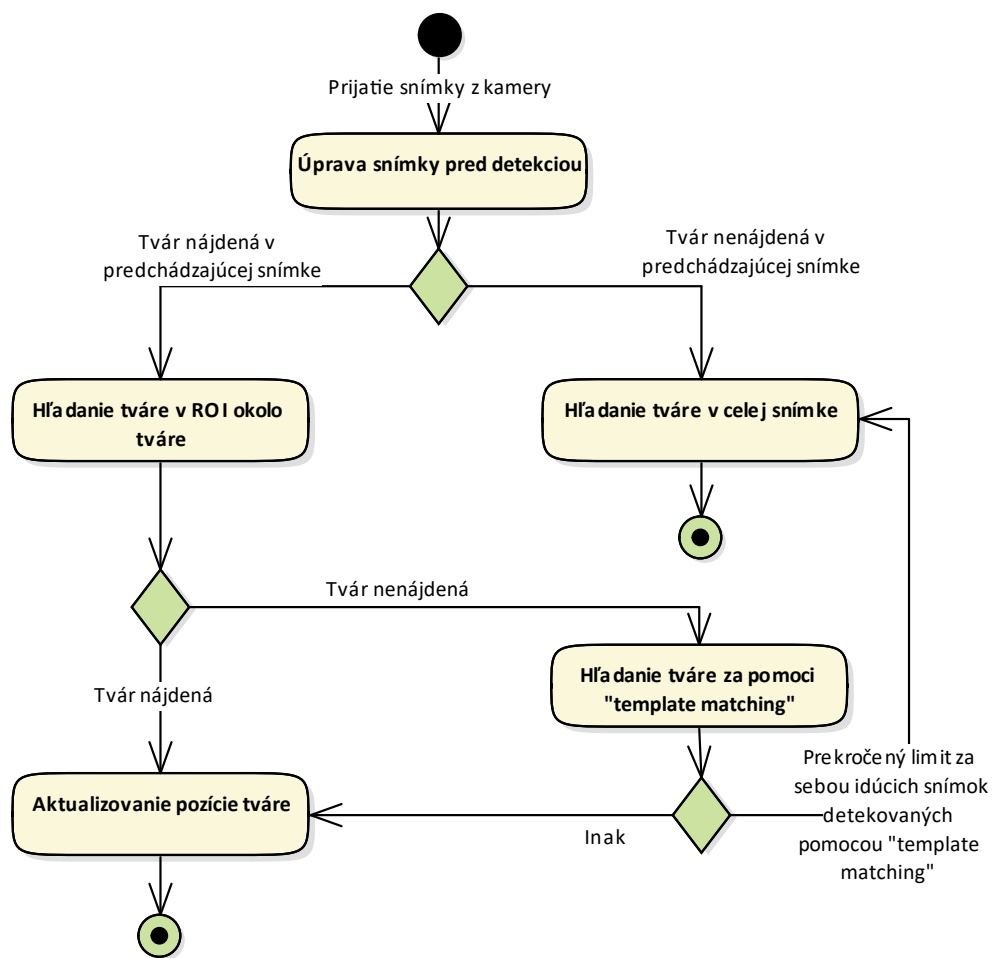 Prijatie snímky z kamery
Úprava snímky pred detekciou
Tvár nájdená v
predchádzajúcej snímke
Tvár nenájdená v
predchádzajúcej snímke
Hľadanie tváre v ROI okolo
tváre
Hľadanie tváre v celej snímke
Tvár nenájdená
Hľadanie tváre za pomoci
"template matching"
Tvár nájdená
Prekročený limit za
sebou idúcich snímok
detekovaných
pomocou "template
matching"
Aktualizovanie pozície tváre
Inak